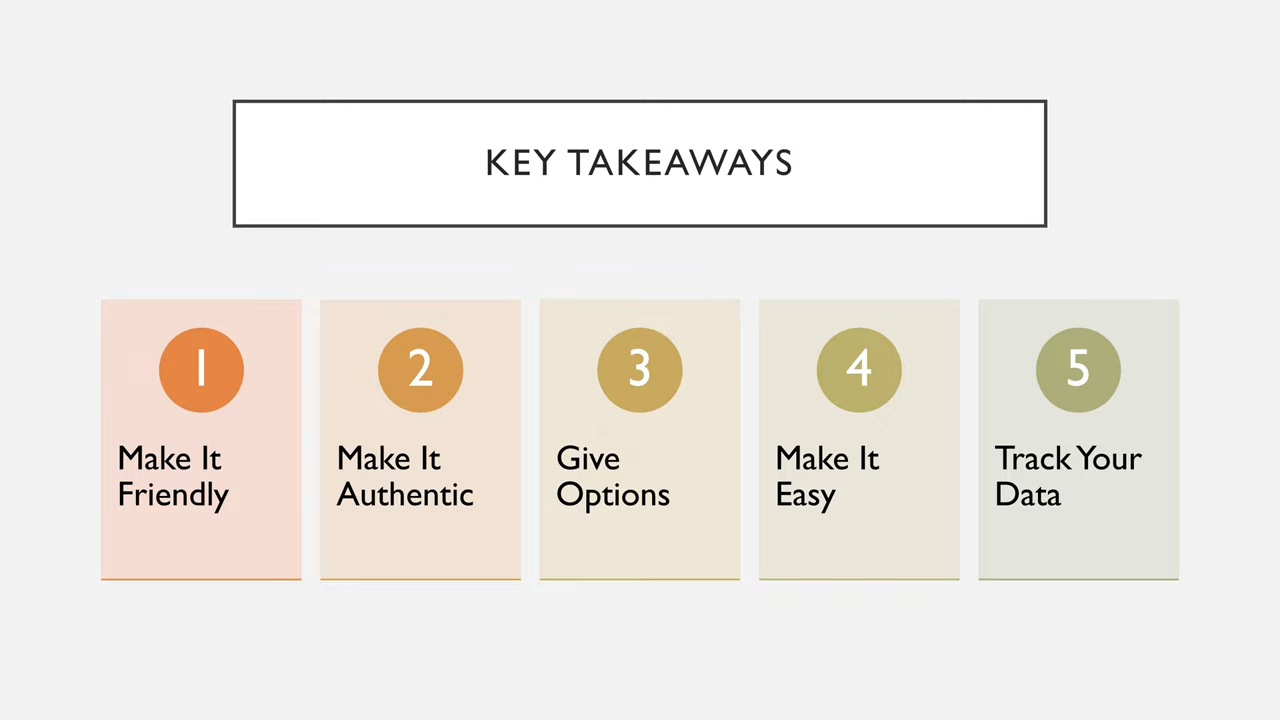 KEY TAKEAWAYS
1
Make It
Friendly
2
Make It
Authentic
3
Give
Options
4
Make It
Easy
5
Track Your
Data